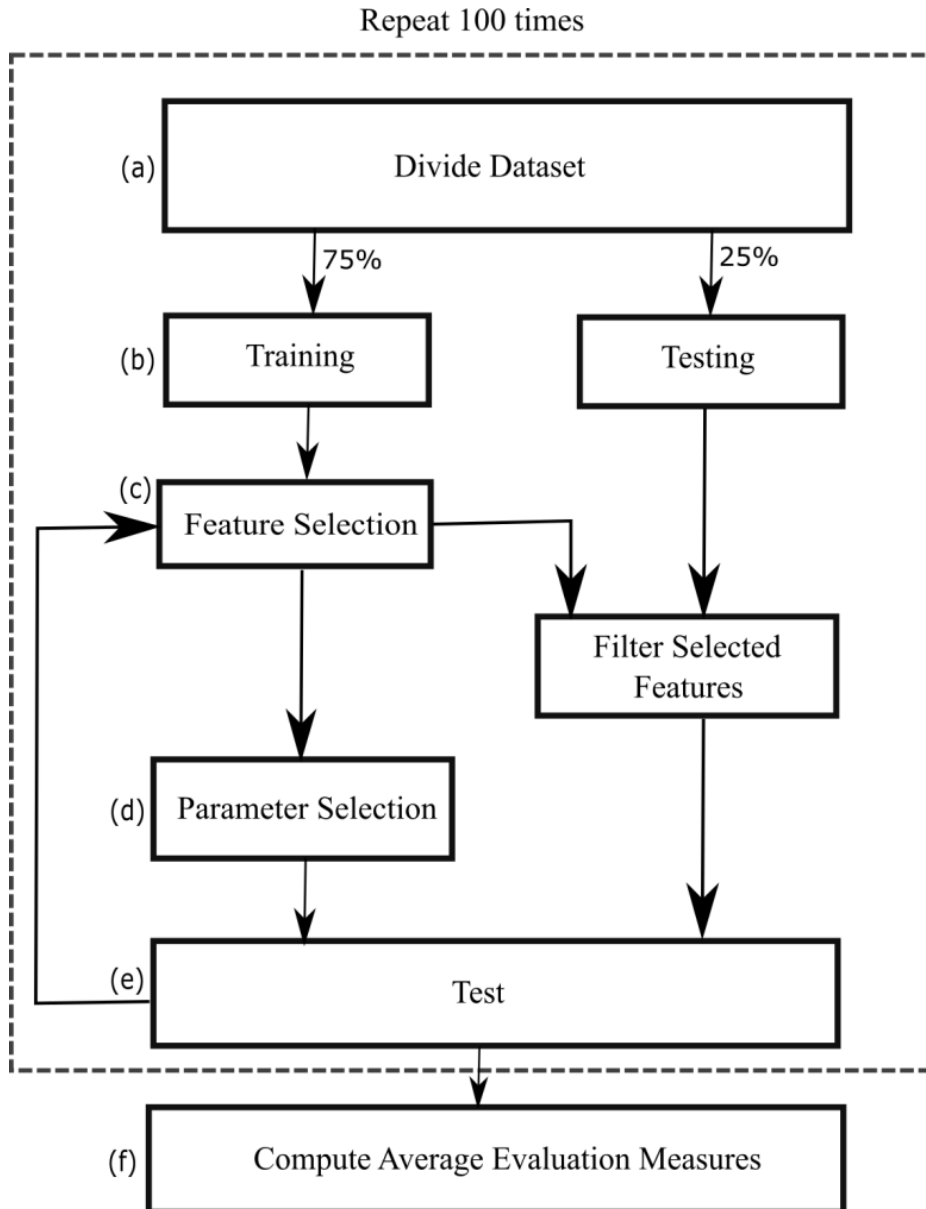 Repeat 100 times
(a)
Divide Dataset
75%
25%
(b)
Training
Testing
(c)
Feature Selection
Filter Selected
Features
(d)
Parameter Selection
(e)
Test
(f)
Compute Average Evaluation Measures